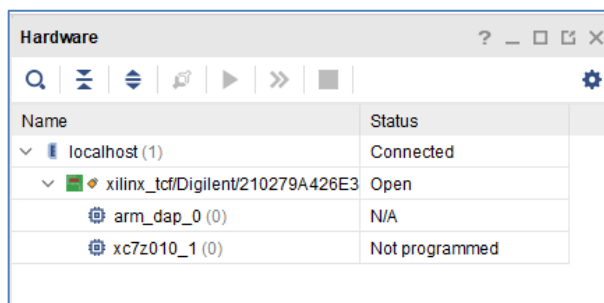 Hardware
? _
Name Status
localhost (1) Connected
xilinx_tcf/Digilent/210279A426E3 Open
arm_dap_0 (0) N/A
xc7z010_1 (0) Not programmed